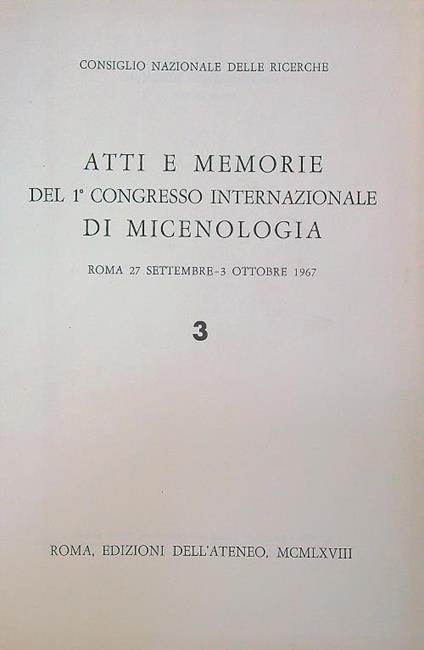 CONSIGLIO NAZIONALE DELLE RICERCHE
ATTI E MEMORIE
DEL 1° CONGRESSO INTERNAZIONALE
DI MICENOLOGIA
ROMA 27 SETTEMBRE-3 OTTOBRE 1967
3
ROMA, EDIZIONI DELL'ATENEO, MCMLXVIII